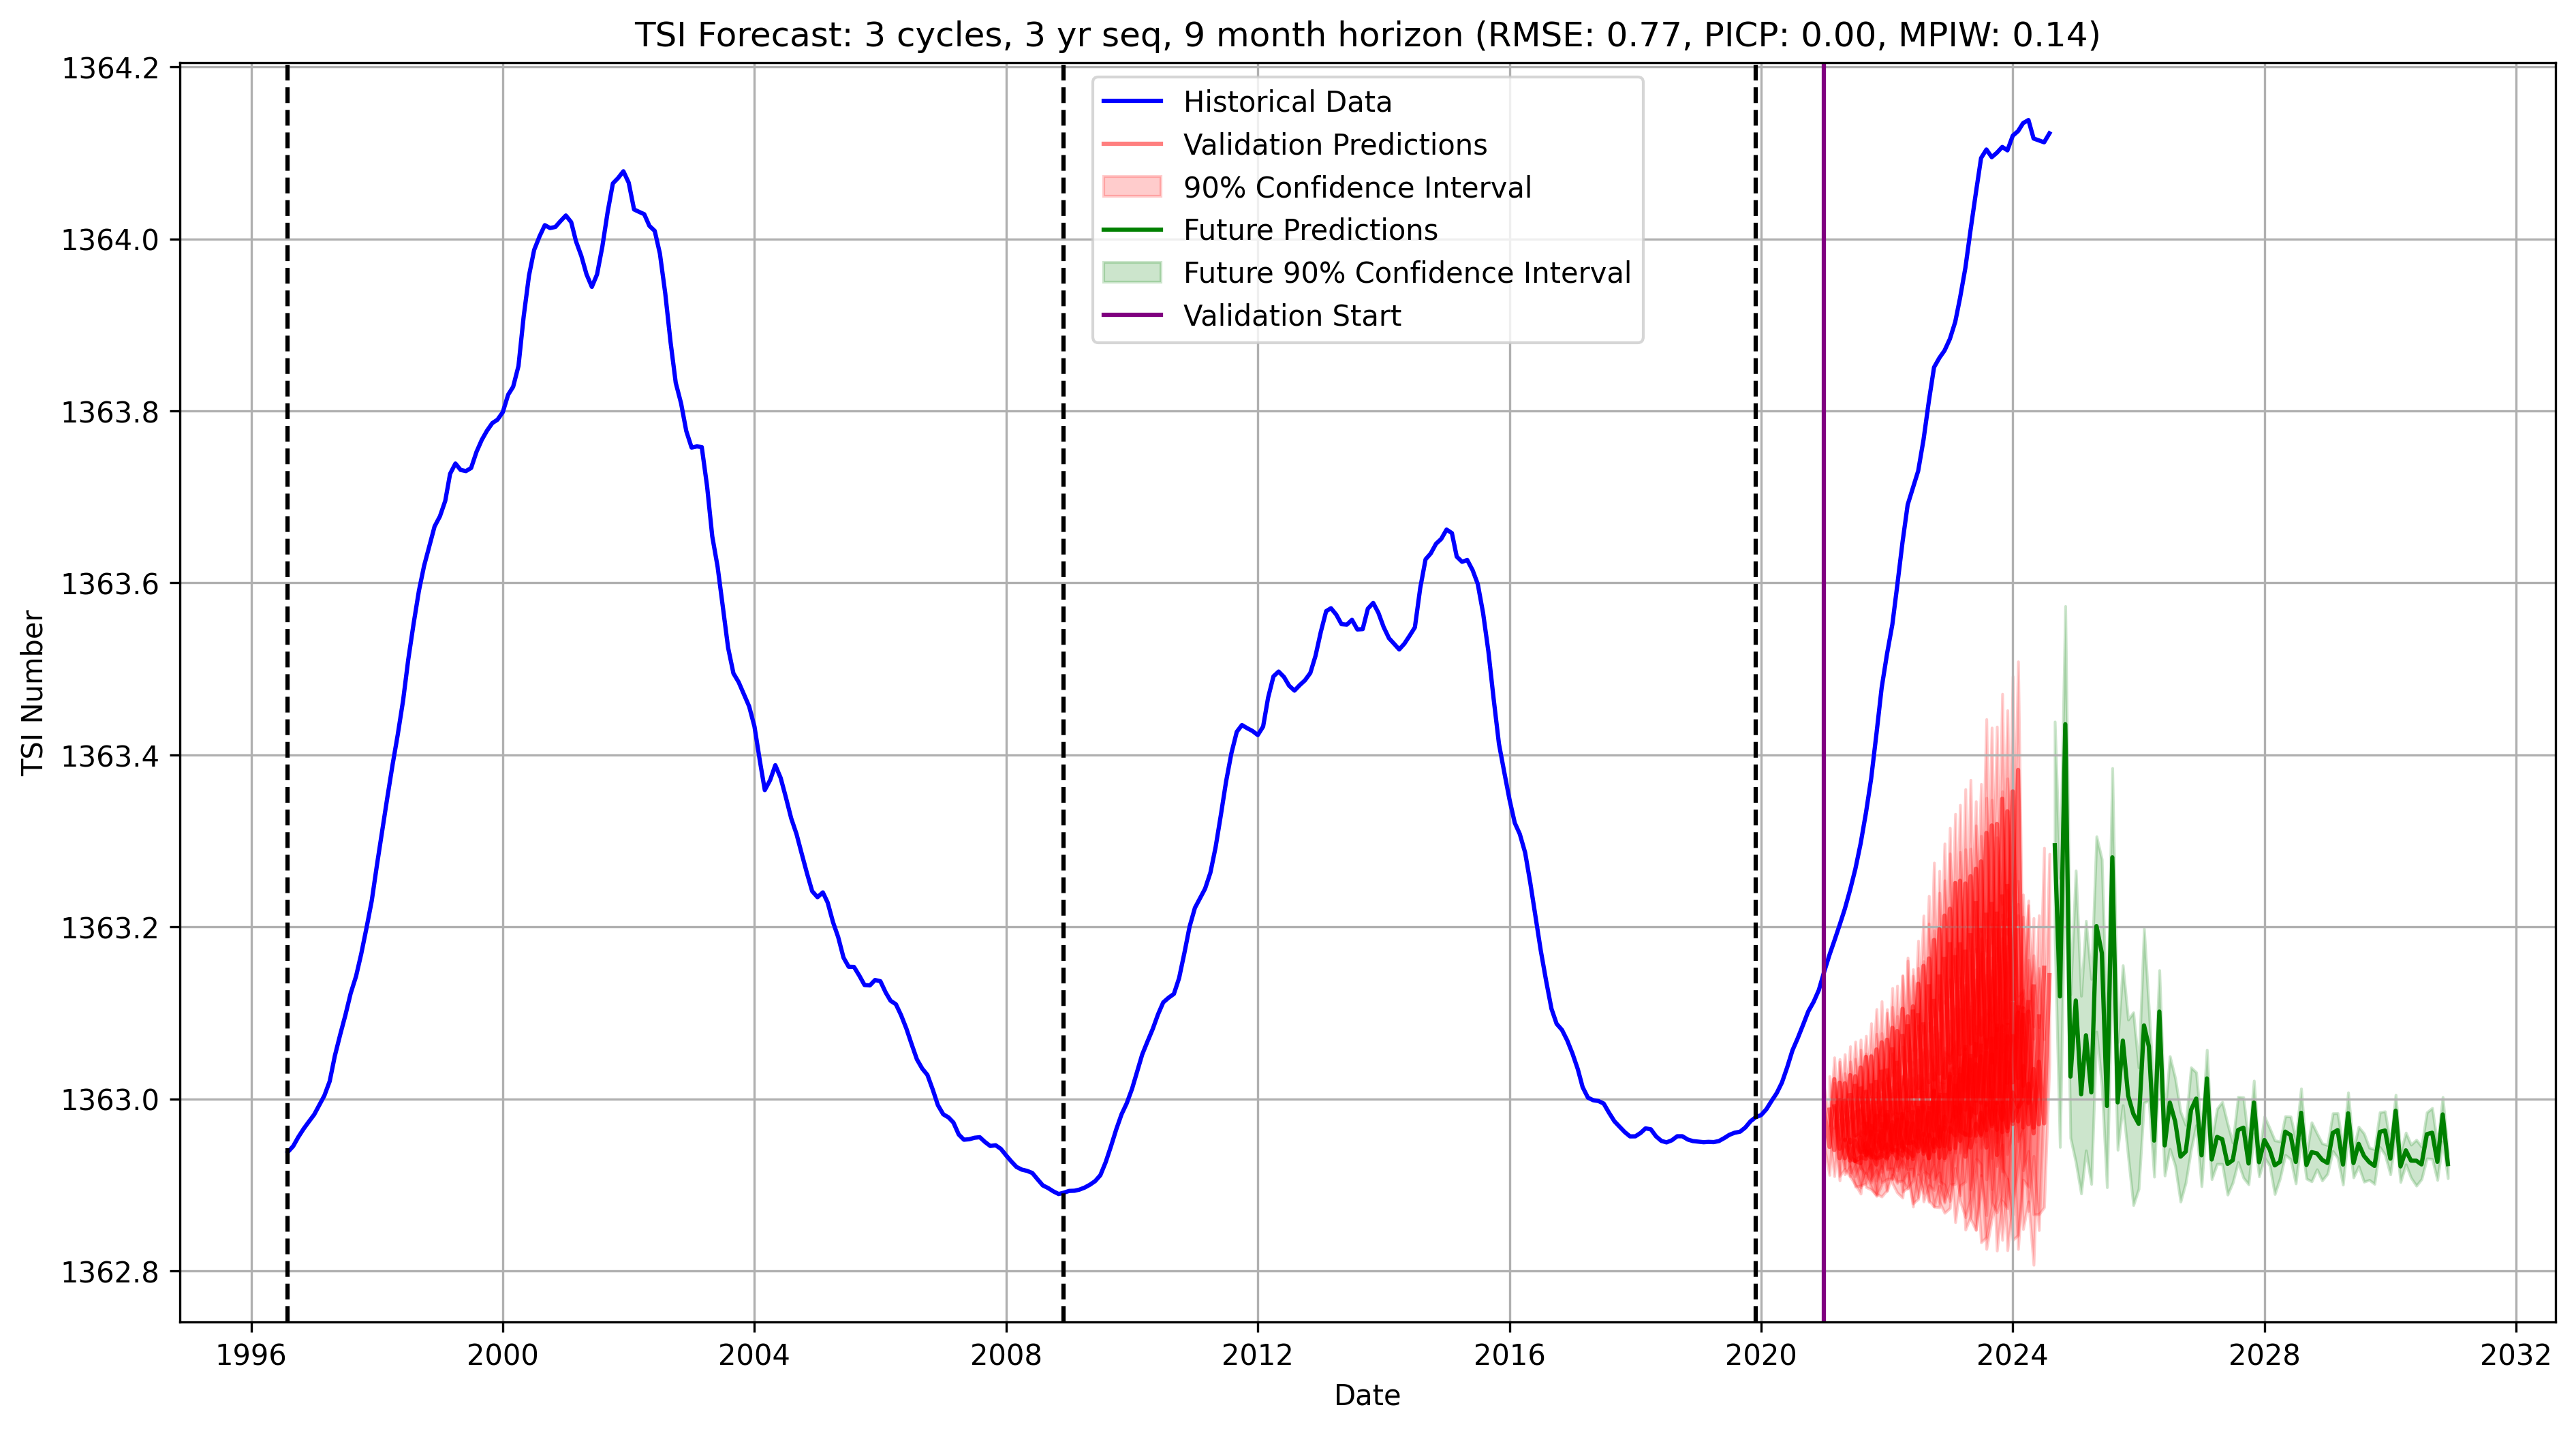 TSI Forecast: 3 cycles, 3 yr seq, 9 month horizon (RMSE: 0.77, PICP: 0.00, MPIW: 0.14)
1364.2
1364.0
1363.8
1363.6
1363.4
1363.2
1363.0
1362.8
TSI Number
Historical Data
Validation Predictions
90% Confidence Interval
Future Predictions
Future 90% Confidence Interval
Validation Start
1996 2000 2004 2008 2012 2016 2020 2024 2028 2032
Date